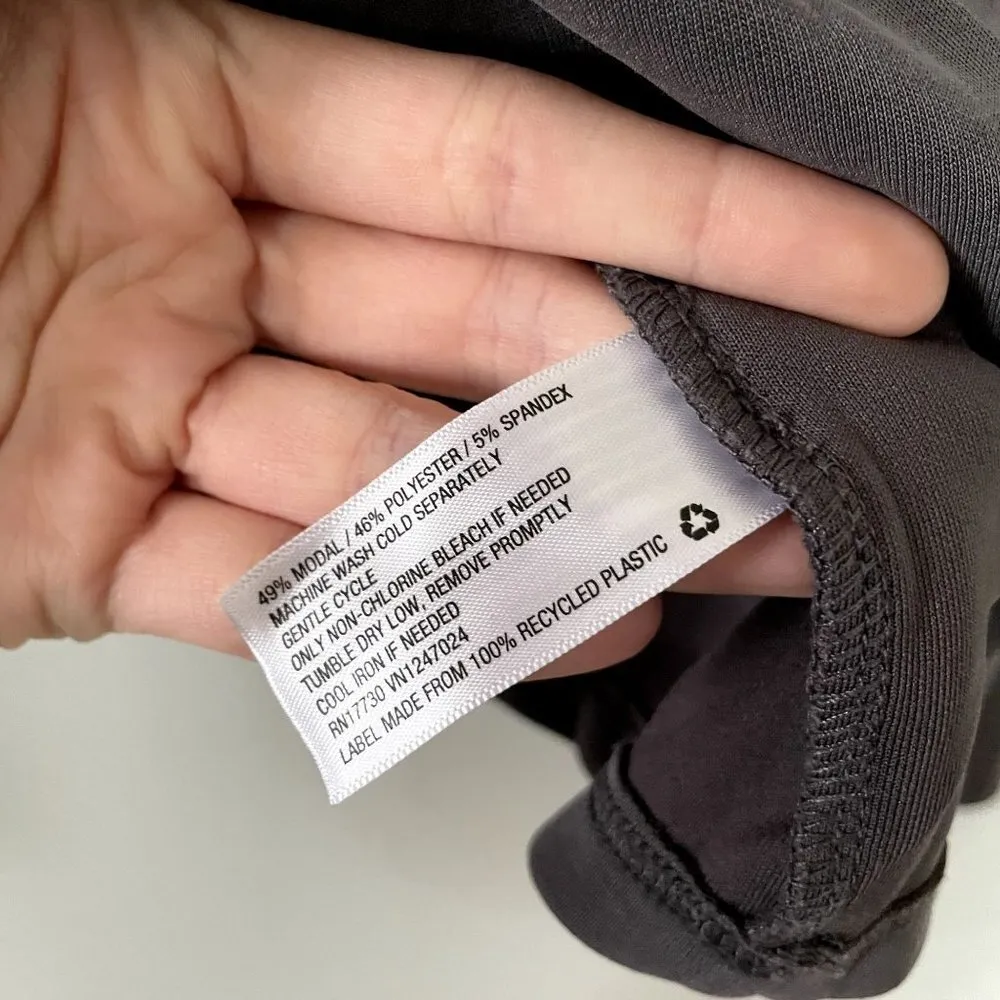 49% MODAL / 46% POLYESTER / 5% SPANDEX
MACHINE WASH COLD SEPARATELY
GENTLE CYCLE
ONLY NON-CHLORINE BLEACH IF NEEDED
TUMBLE DRY LOW, REMOVE PROMPTLY
COOL IRON IF NEEDED
RN17730 VN1247024
LABEL MADE FROM 100% RECYCLED PLASTIC